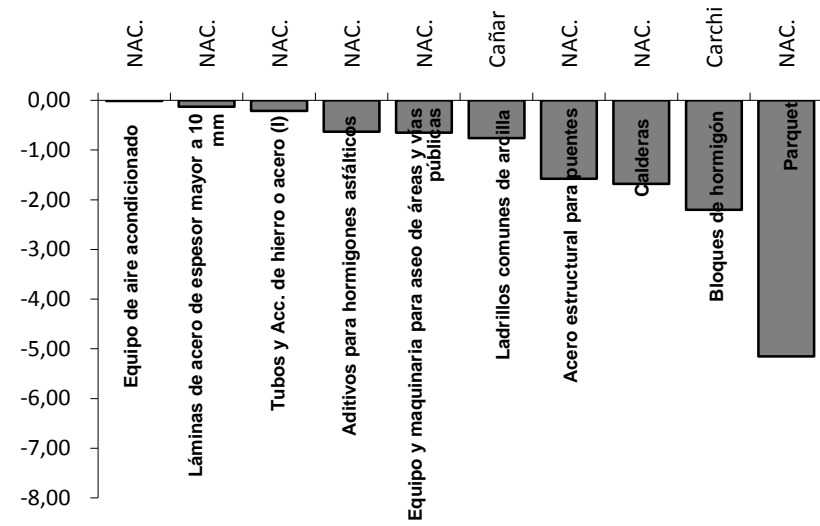 NAC.
NAC.
NAC.
NAC.
NAC.
Cañar
NAC.
NAC.
Carchi
NAC.
0,00
-1,00
-2,00
-3,00
-4,00
-5,00
-6,00
-7,00
-8,00
Equipo de aire acondicionado
Láminas de acero de espesor mayor a 10
mm
Tubos y Acc. de hierro o acero (I)
Aditivos para hormigones asfálticos
Equipo y maquinaria para aseo de áreas y vías
públicas
Ladrillos comunes de arcilla
Acero estructural para puentes
Calderas
Bloques de hormigón
Parquet